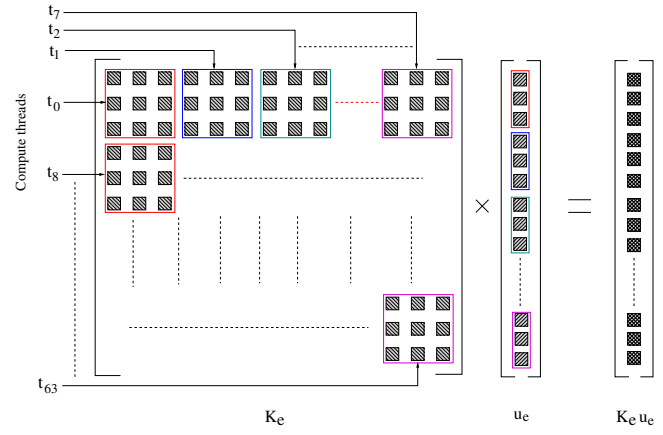 t7
t2
t1
t0
t8
t63
Compute threads
×
=
Ke
ue
Ke ue